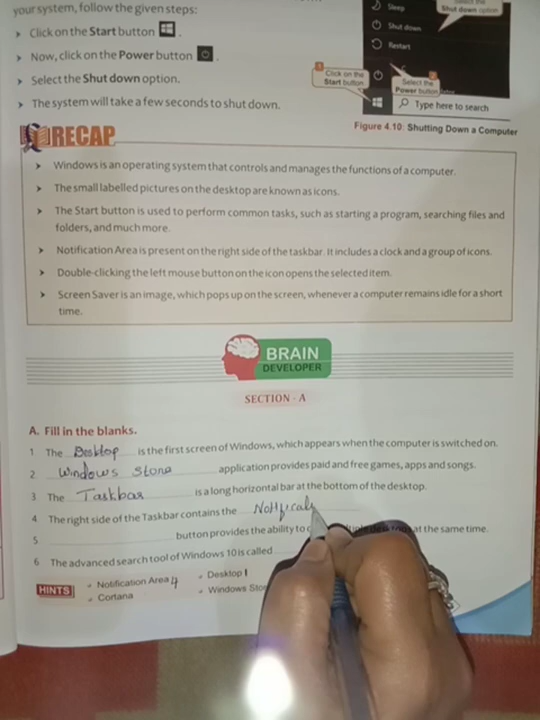 your system, follow the given steps:
➤ Click on the Start button.
➤ Now, click on the Power button.
➤ Select the Shut down option.
➤ The system will take a few seconds to shut down.
Sleep
Shut down
Restart
Shut down option
1 Click on the Start button
2 Select the Power button
Type here to search
Figure 4.10: Shutting Down a Computer
RECAP
➤ Windows is an operating system that controls and manages the functions of a computer.
➤ The small labelled pictures on the desktop are known as icons.
➤ The Start button is used to perform common tasks, such as starting a program, searching files and
folders, and much more.
➤ Notification Area is present on the right side of the taskbar. It includes a clock and a group of icons.
➤ Double-clicking the left mouse button on the icon opens the selected item.
➤ Screen Saver is an image, which pops up on the screen, whenever a computer remains idle for a short
time.
BRAIN
DEVELOPER
SECTION - A
A. Fill in the blanks.
1 The Desktop is the first screen of Windows, which appears when the computer is switched on.
2 Windows Store application provides paid and free games, apps and songs.
3 The Taskbar is a long horizontal bar at the bottom of the desktop.
4 The right side of the Taskbar contains the Notificat
5 button provides the ability to at the same time.
6 The advanced search tool of Windows 10 is called
HINTS
Notification Area 4
Desktop 1
Cortana
Windows